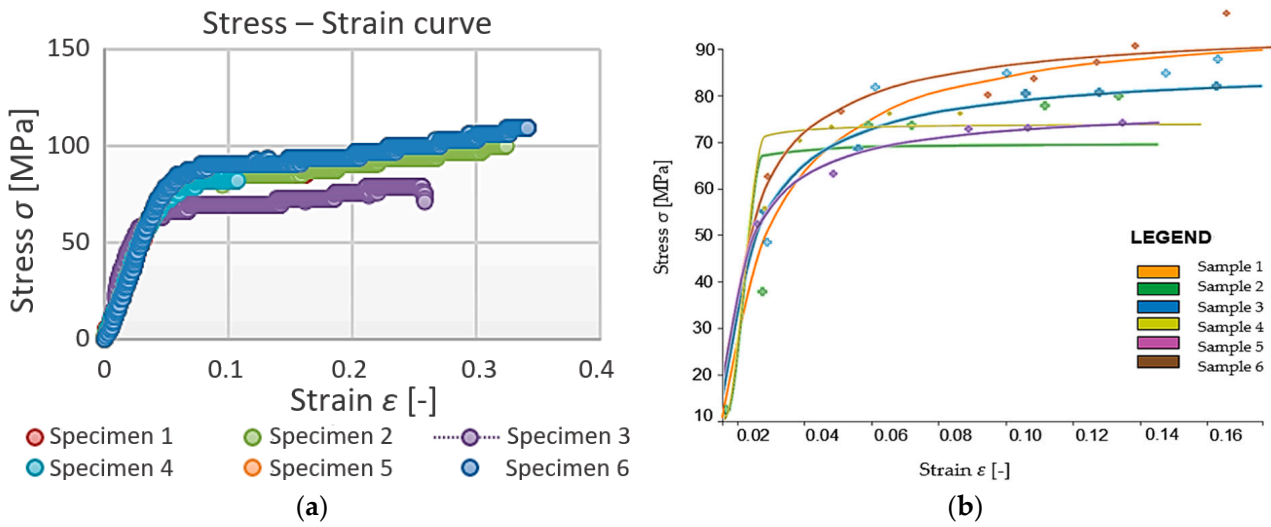 Stress – Strain curve
150
100
50
0
Stress σ [MPa]
0 0.1 0.2 0.3 0.4
Strain ε [-]
Specimen 1 Specimen 2 Specimen 3
Specimen 4 Specimen 5 Specimen 6
(a)
90
80
70
60
50
40
30
20
10
Stress σ [MPa]
0.02 0.04 0.06 0.08 0.10 0.12 0.14 0.16
Strain ε [-]
LEGEND
Sample 1
Sample 2
Sample 3
Sample 4
Sample 5
Sample 6
(b)